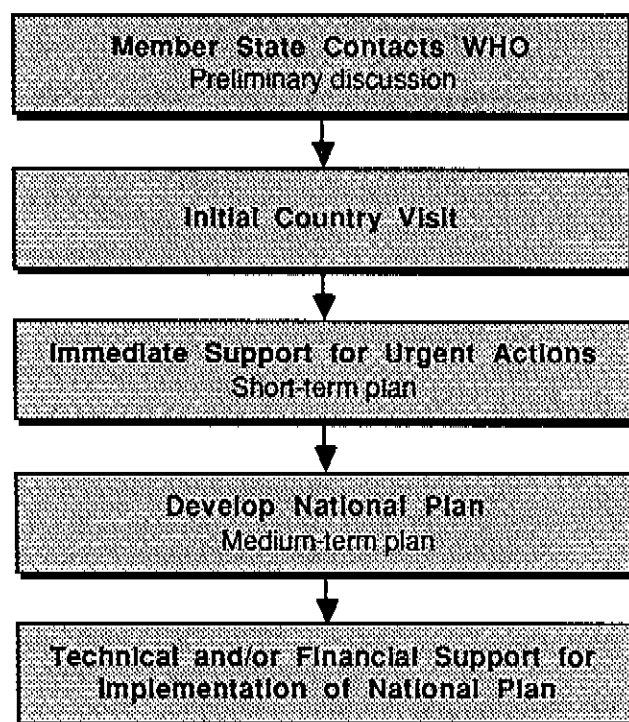 Member State Contacts WHO
Preliminary discussion
Initial Country Visit
Immediate Support for Urgent Actions
Short-term plan
Develop National Plan
Medium-term plan
Technical and/or Financial Support for
Implementation of National Plan